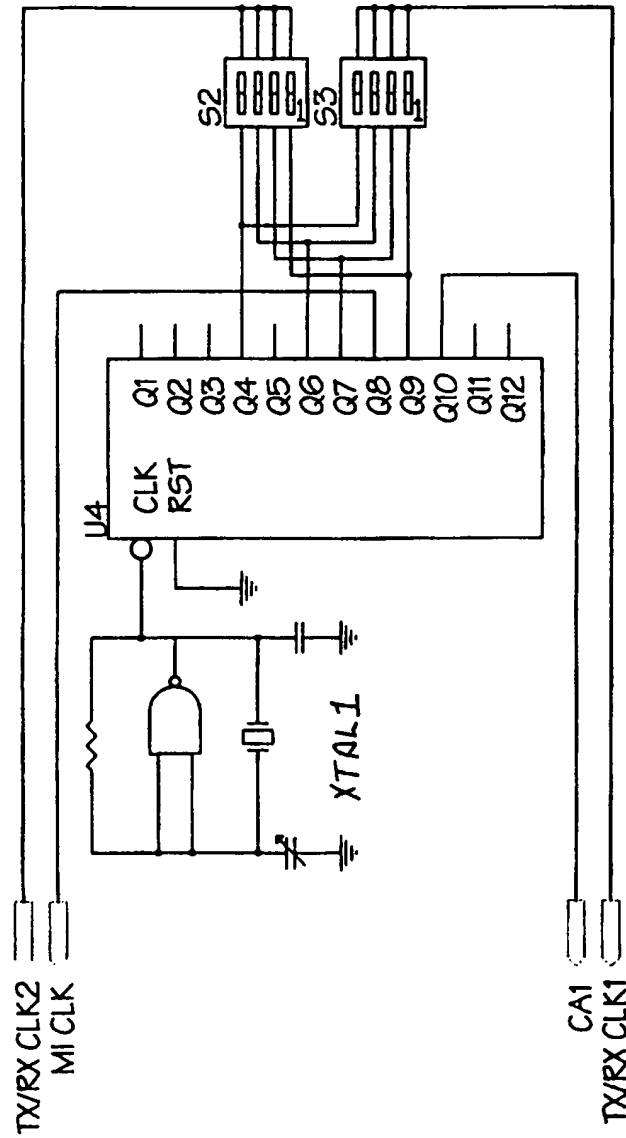 TX/RX CLK2
MI CLK
U4
CLK
RST
Q1
Q2
Q3
Q4
Q5
Q6
Q7
Q8
Q9
Q10
Q11
Q12
S2
1
S3
1
XTAL1
CA1
TX/RX CLK1